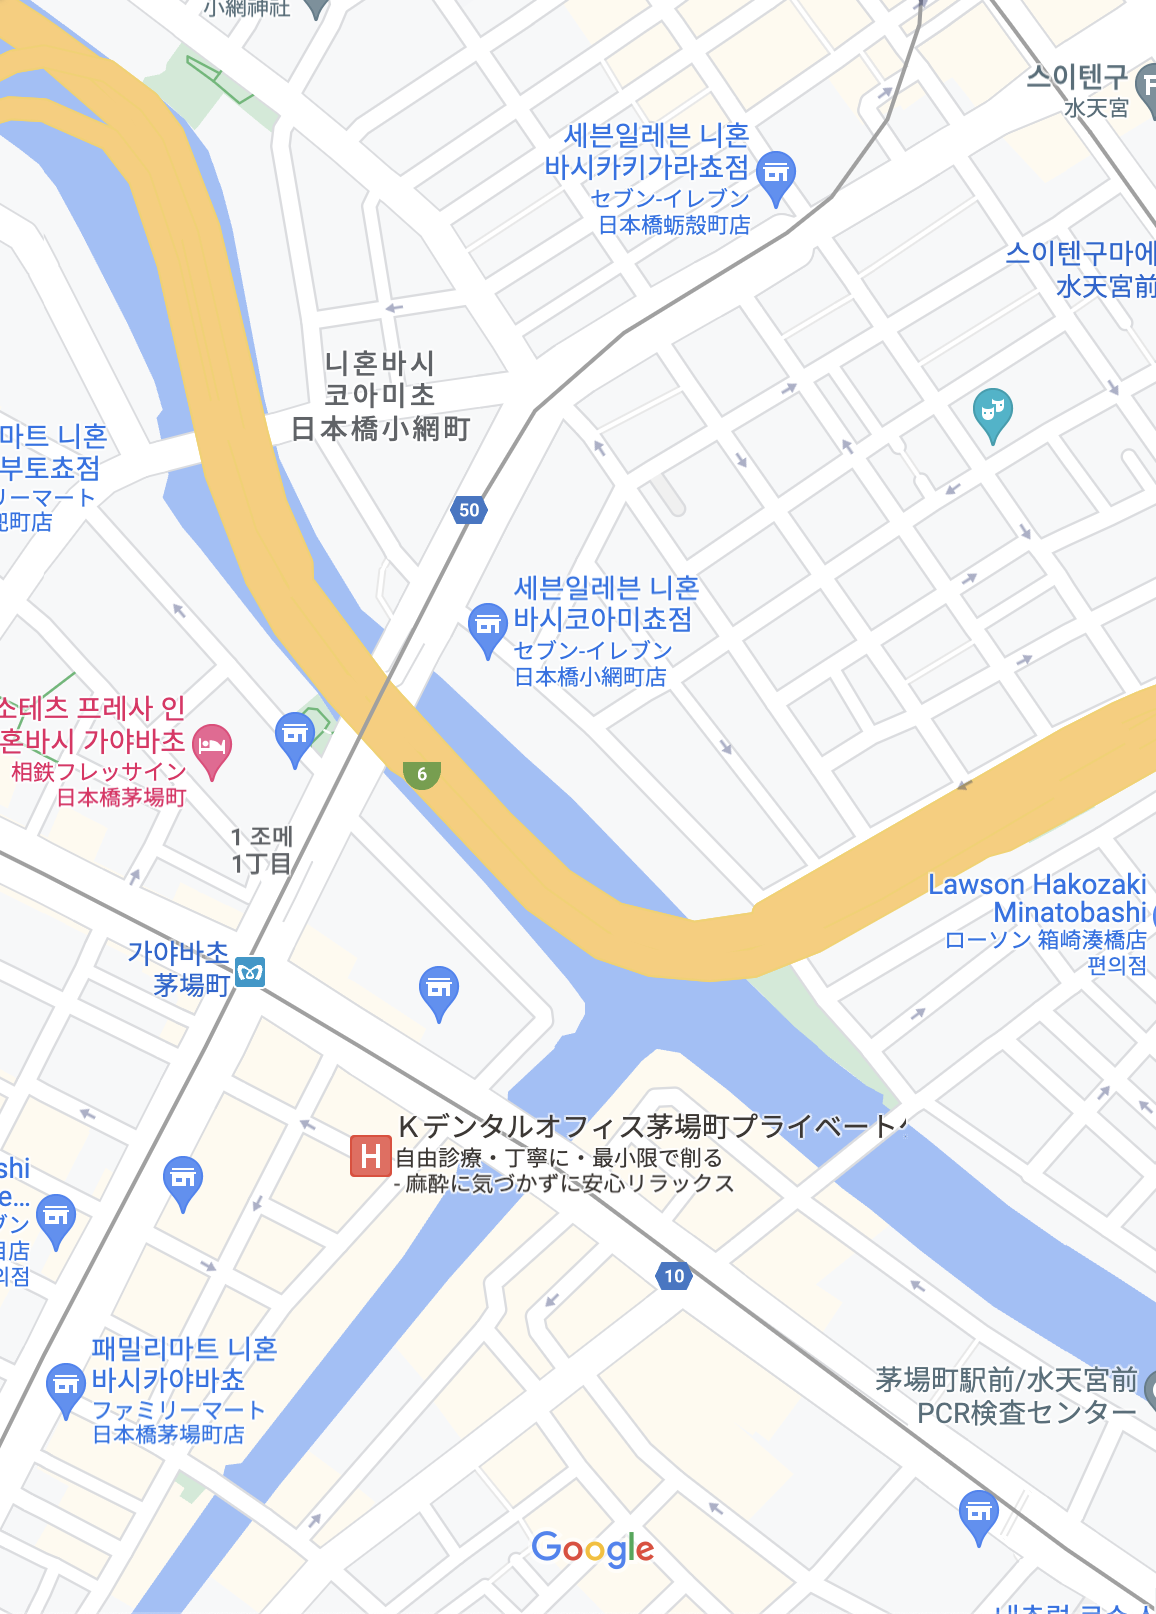 小網神社
스이텐구
水天宮
세븐일레븐 니혼
바시카키가라쵸점
セブン-イレブン
日本橋蛎殻町店
스이텐구마에
水天宮前
니혼바시
코아미초
日本橋小網町
마트 니혼
부토쵸점
リーマート
兜町店
50
세븐일레븐 니혼
바시코아미쵸점
セブン-イレブン
日本橋小網町店
소테츠 프레사 인
혼바시 가야바초
相鉄フレッサイン
日本橋茅場町
6
1 조메
1丁目
Lawson Hakozaki
Minatobashi
ローソン 箱崎湊橋店
편의점
가야바초
茅場町
Kデンタルオフィス茅場町プライベート
自由診療・丁寧に・最小限で削る
- 麻酔に気づかずに安心リラックス
H
shi
e...
ブン
目店
의점
10
패밀리마트 니혼
바시카야바쵸
ファミリーマート
日本橋茅場町店
茅場町駅前/水天宮前
PCR検査センター
Google